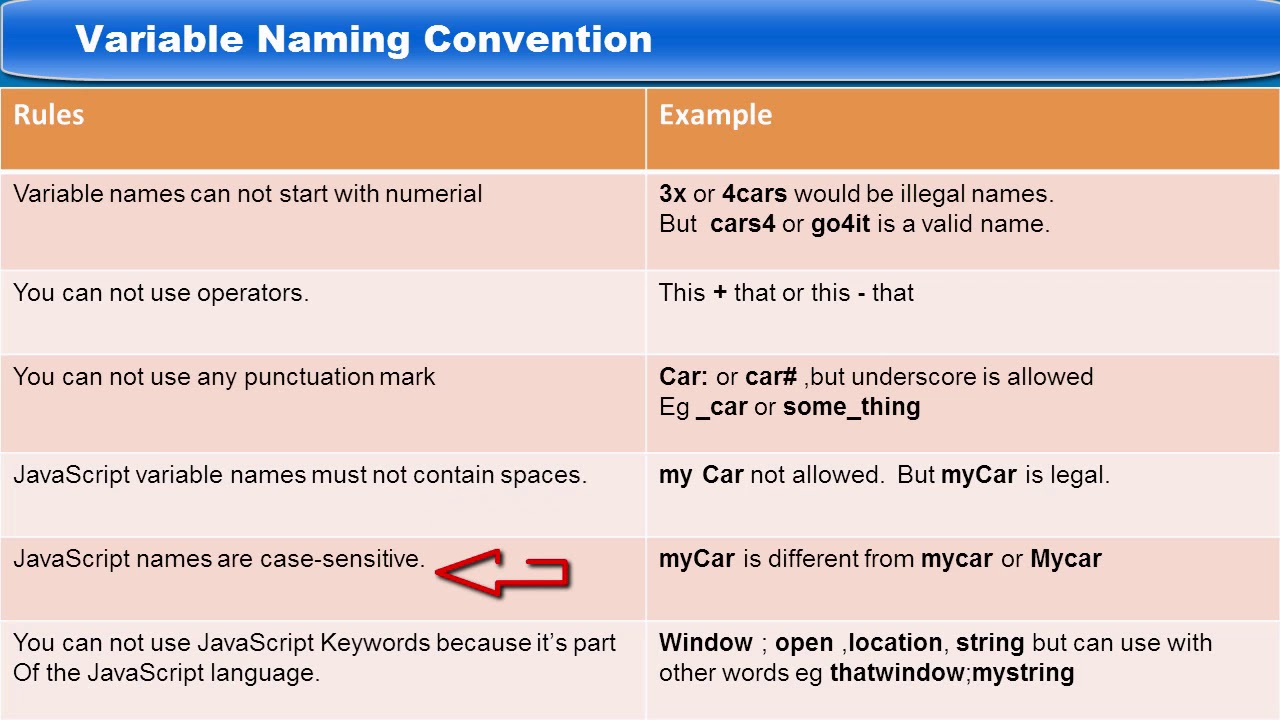 Variable Naming Convention
Rules
Example
Variable names can not start with numerial
3x or 4cars would be illegal names.
But cars4 or go4it is a valid name.
You can not use operators.
This + that or this - that
You can not use any punctuation mark
Car: or car# ,but underscore is allowed
Eg _car or some_thing
JavaScript variable names must not contain spaces.
my Car not allowed. But myCar is legal.
JavaScript names are case-sensitive.
myCar is different from mycar or Mycar
You can not use JavaScript Keywords because it’s part
Of the JavaScript language.
Window ; open ,location, string but can use with
other words eg thatwindow;mystring